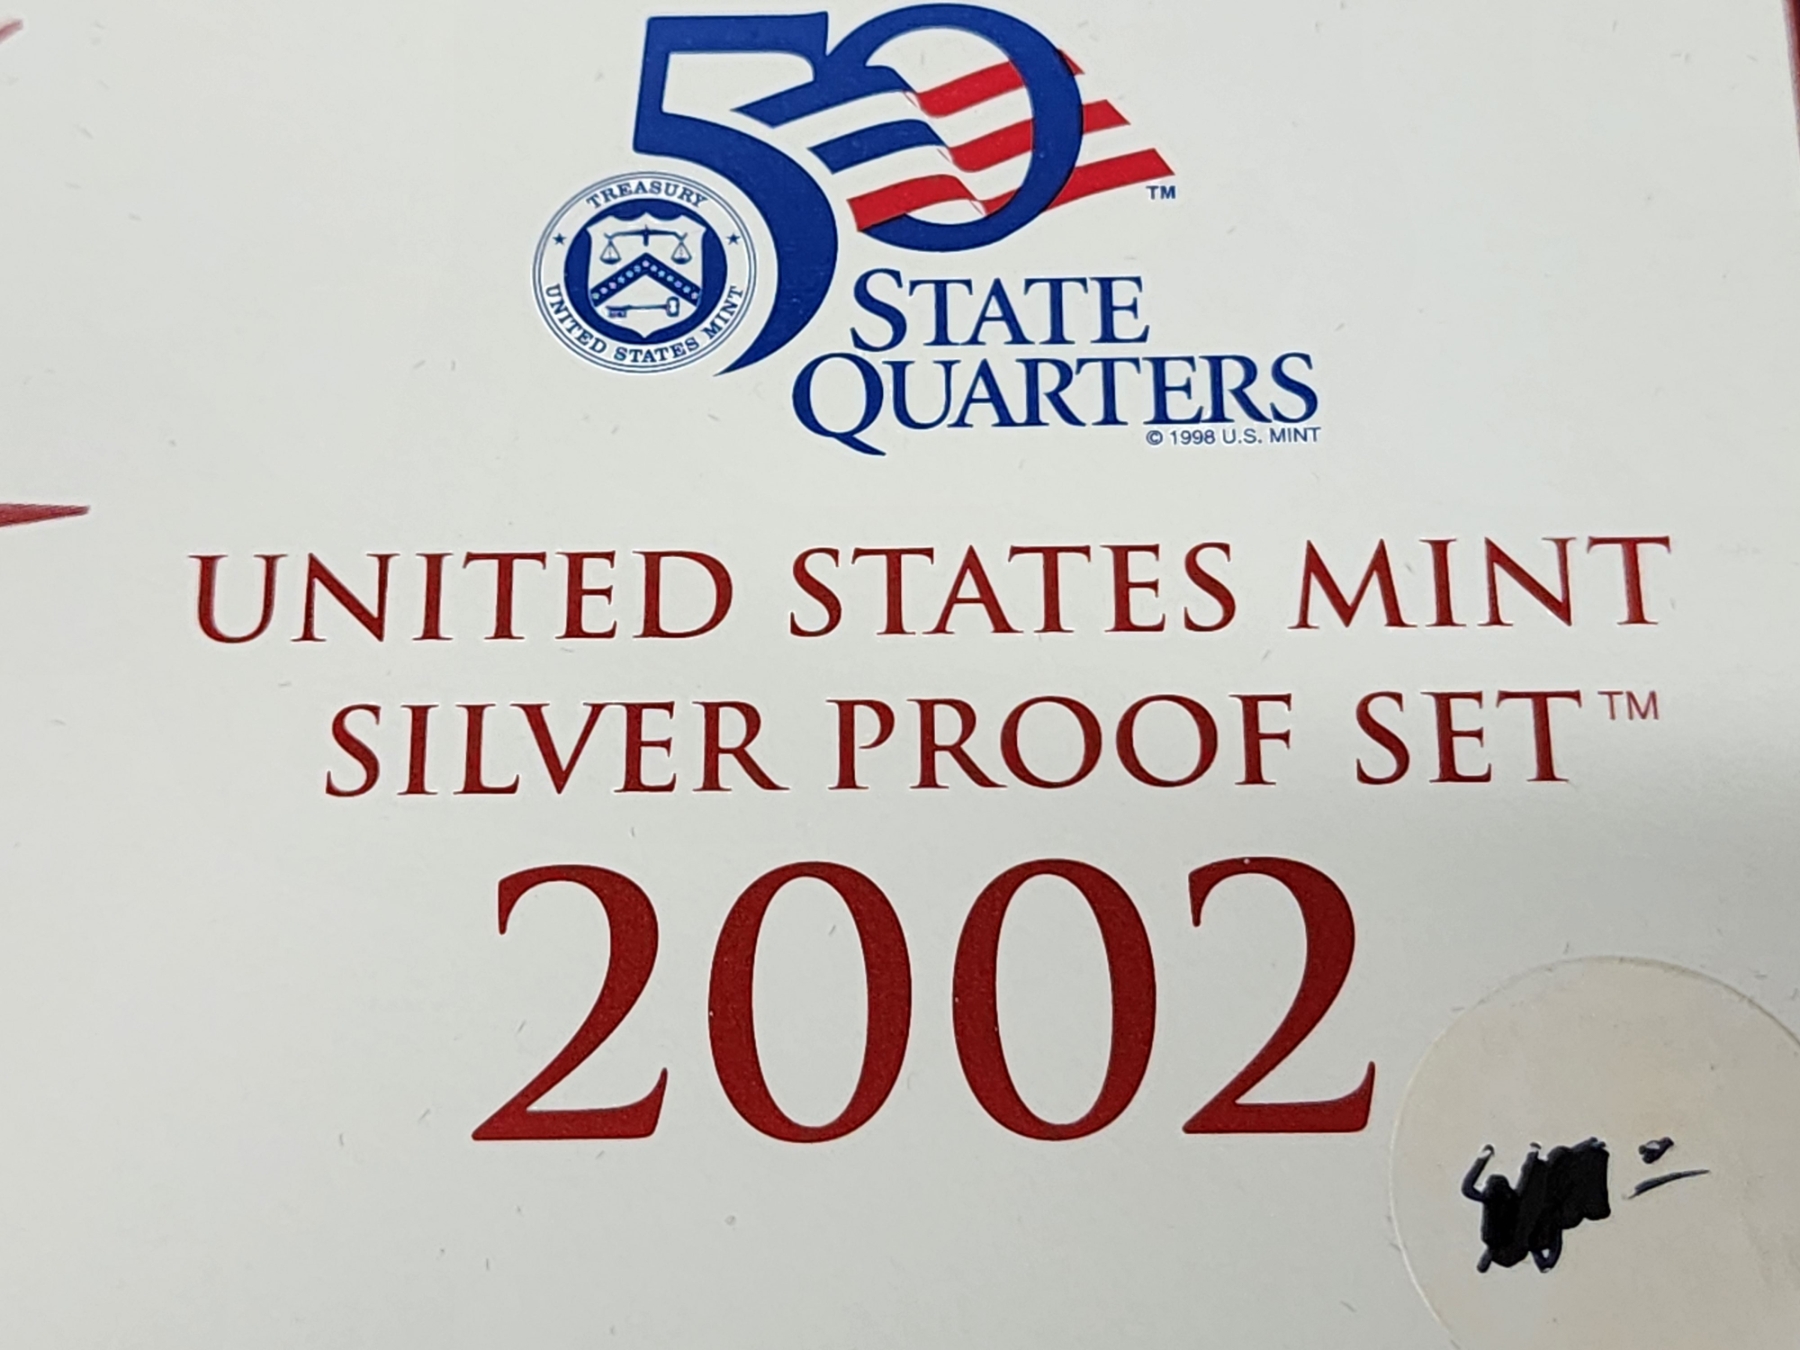 50
TREASURY
UNITED STATES MINT
TM
STATE
QUARTERS
© 1998 U.S. MINT
UNITED STATES MINT
SILVER PROOF SET™
2002